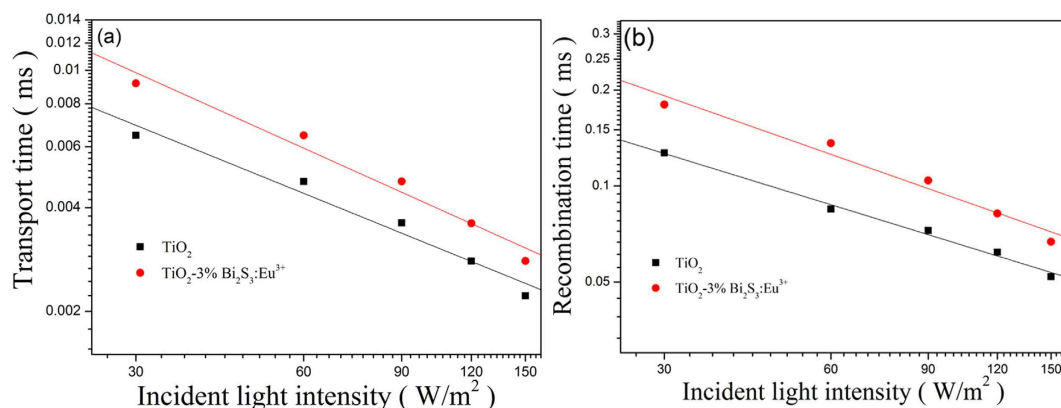 (a)
Transport time ( ms )
0.014
0.012
0.01
0.008
0.006
0.004
0.002
TiO₂
TiO₂-3% Bi₂S₃:Eu³⁺
30 60 90 120 150
Incident light intensity ( W/m² )
(b)
Recombination time ( ms )
0.3
0.25
0.2
0.15
0.1
0.05
TiO₂
TiO₂-3% Bi₂S₃:Eu³⁺
30 60 90 120 150
Incident light intensity ( W/m² )